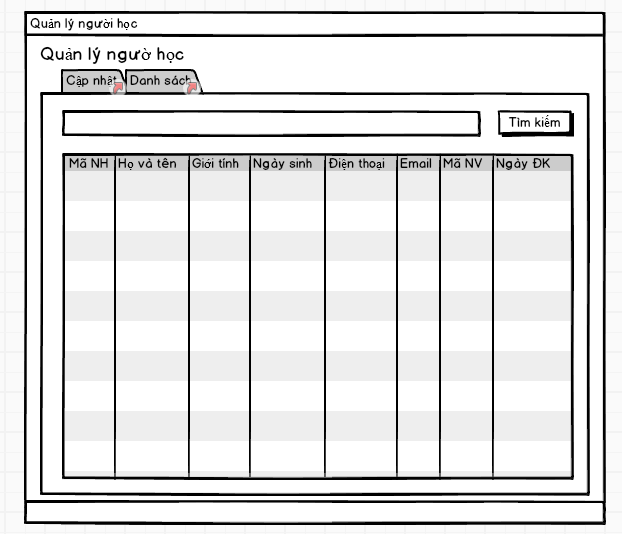 Quản lý người học
Quản lý ngườ học
Cập nhật Danh sách
Tìm kiếm
Mã NH Họ và tên Giới tính Ngày sinh Điện thoại Email Mã NV Ngày ĐK